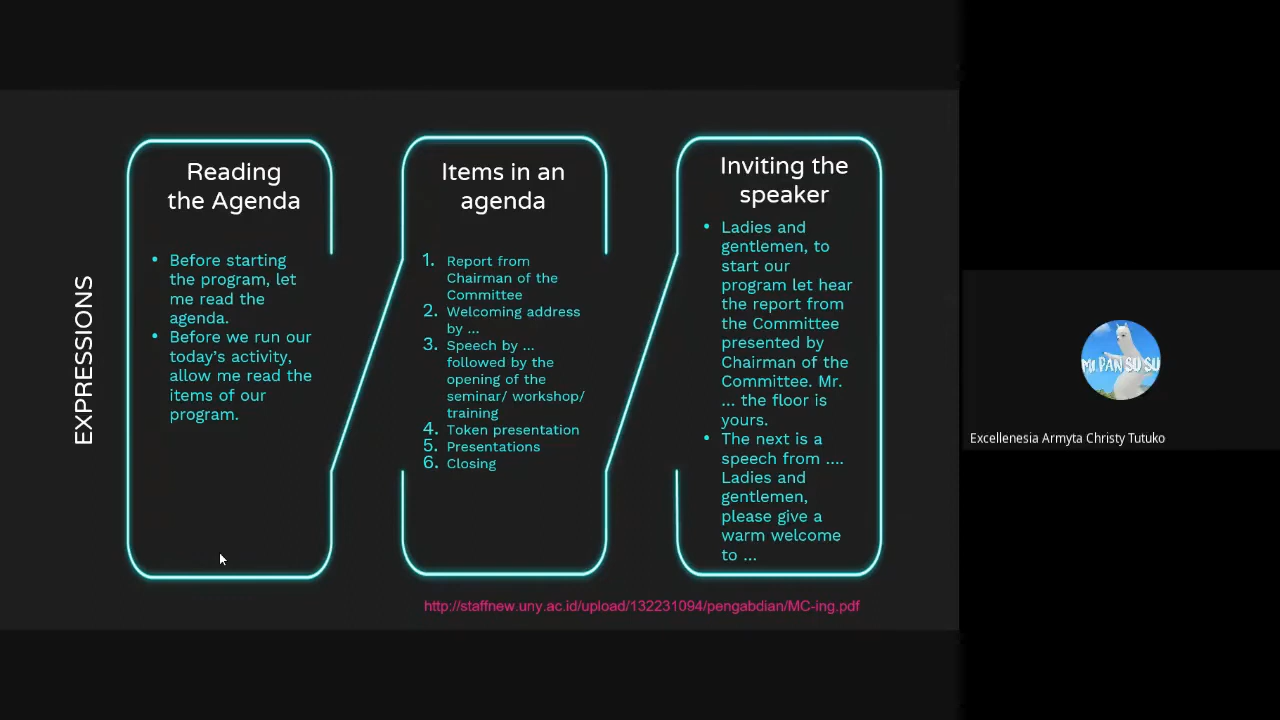 EXPRESSIONS
Reading
the Agenda
• Before starting
the program, let
me read the
agenda.
• Before we run our
today's activity,
allow me read the
items of our
program.
Items in an
agenda
1. Report from
Chairman of the
Committee
2. Welcoming address
by ...
3. Speech by ...
followed by the
opening of the
seminar/ workshop/
training
4. Token presentation
5. Presentations
6. Closing
Inviting the
speaker
• Ladies and
gentlemen, to
start our
program let hear
the report from
the Committee
presented by
Chairman of the
Committee. Mr.
... the floor is
yours.
• The next is a
speech from ....
Ladies and
gentlemen,
please give a
warm welcome
to ...
http://staffnew.uny.ac.id/upload/132231094/pengabdian/MC-ing.pdf
Mr.PAN SU SU
Excellenesia Armyta Christy Tutuko